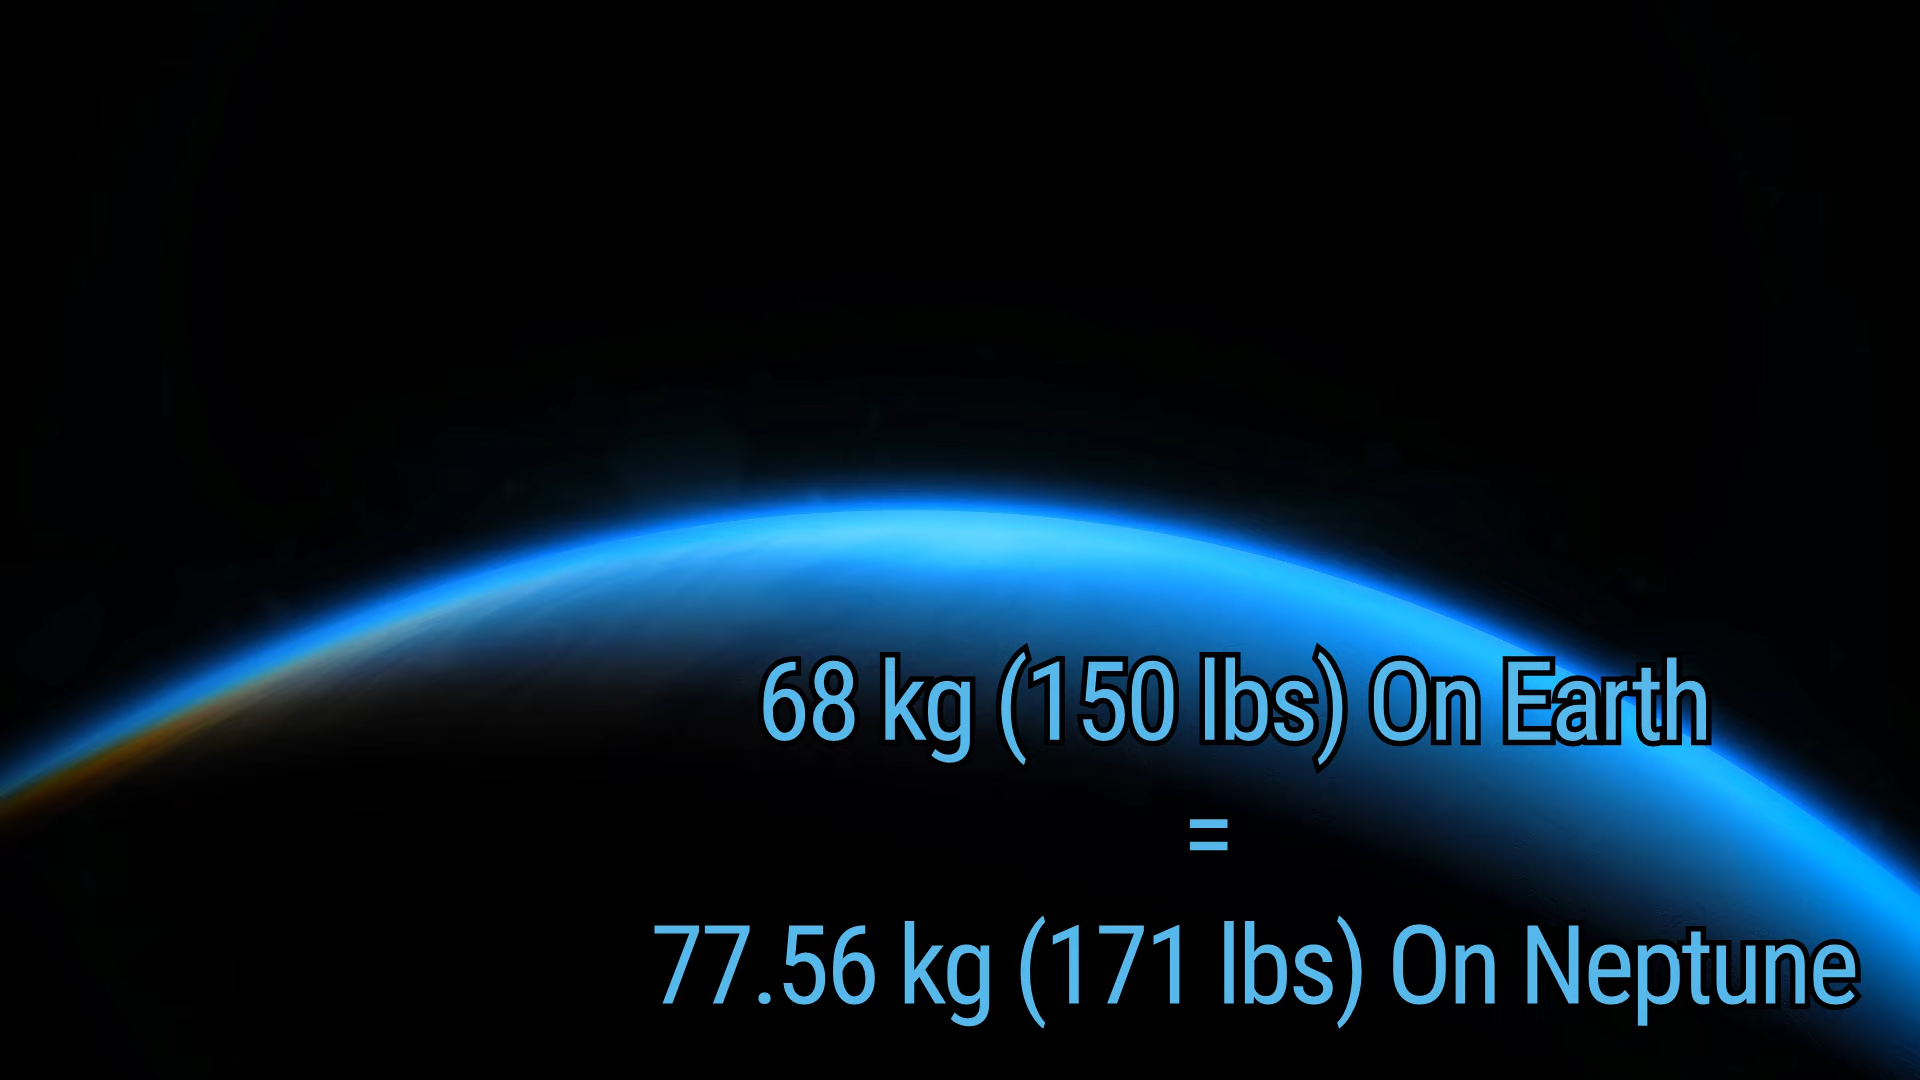 68 kg (150 lbs) On Earth
=
77.56 kg (171 lbs) On Neptune